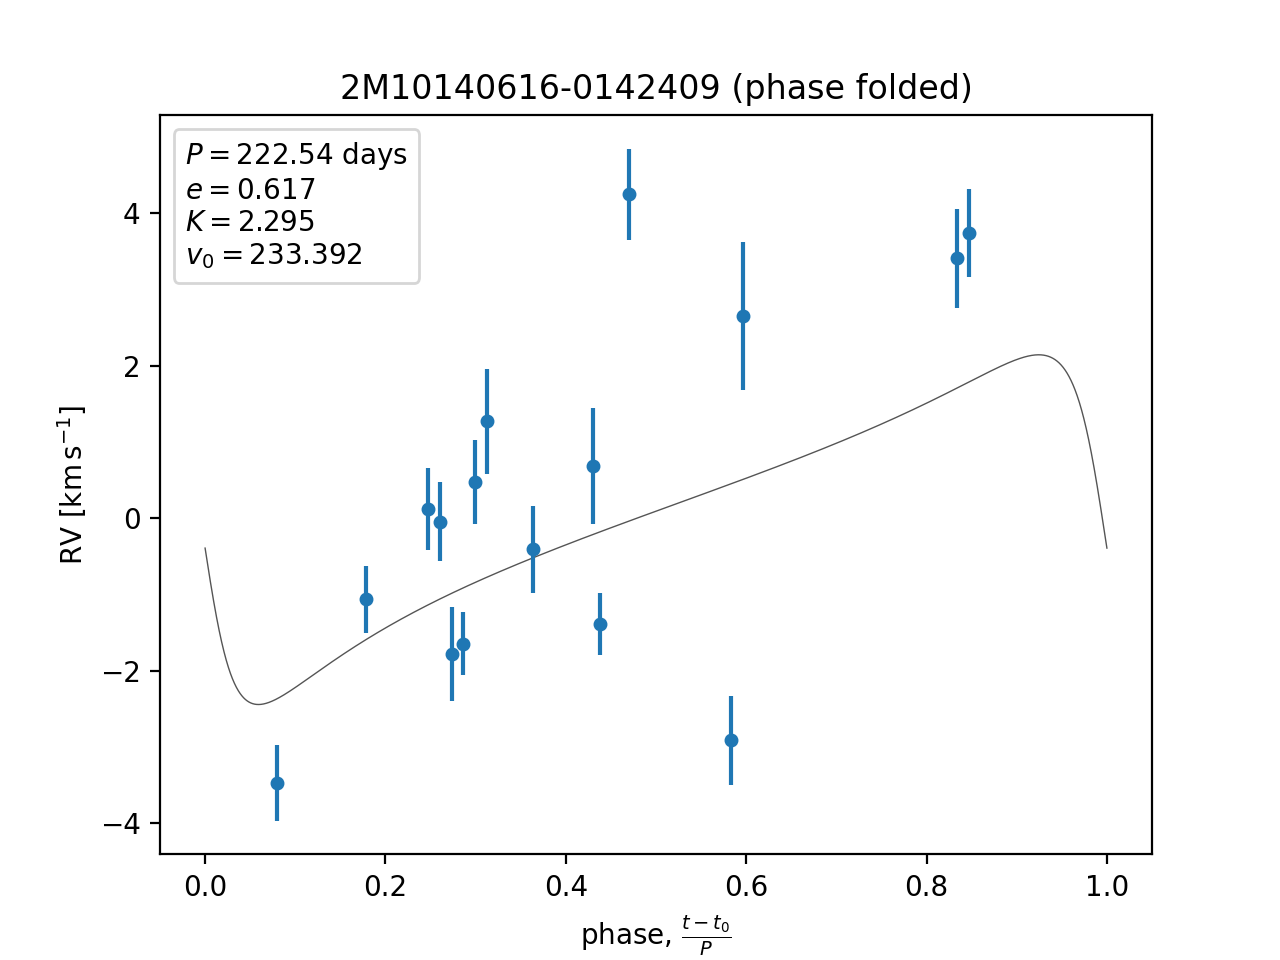 2M10140616-0142409 (phase folded)
P = 222.54 days
e = 0.617
K = 2.295
v₀ = 233.392
RV [km s⁻¹]
4
2
0
−2
−4
0.0 0.2 0.4 0.6 0.8 1.0
phase, (t − t₀)/P